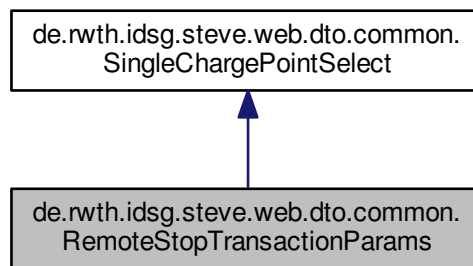 de.rwth.idsg.steve.web.dto.common.
SingleChargePointSelect
de.rwth.idsg.steve.web.dto.common.
RemoteStopTransactionParams